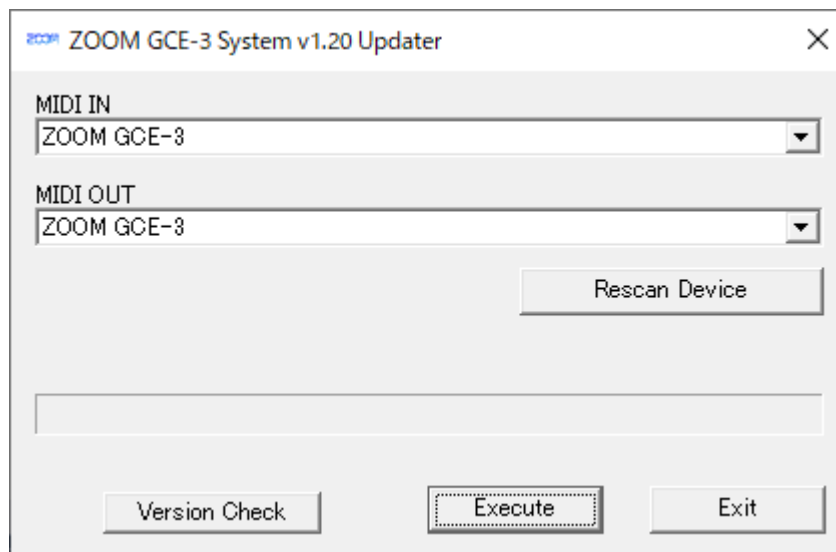 ZOOM ZOOM GCE-3 System v1.20 Updater
MIDI IN
ZOOM GCE-3
MIDI OUT
ZOOM GCE-3
Rescan Device
Version Check Execute Exit